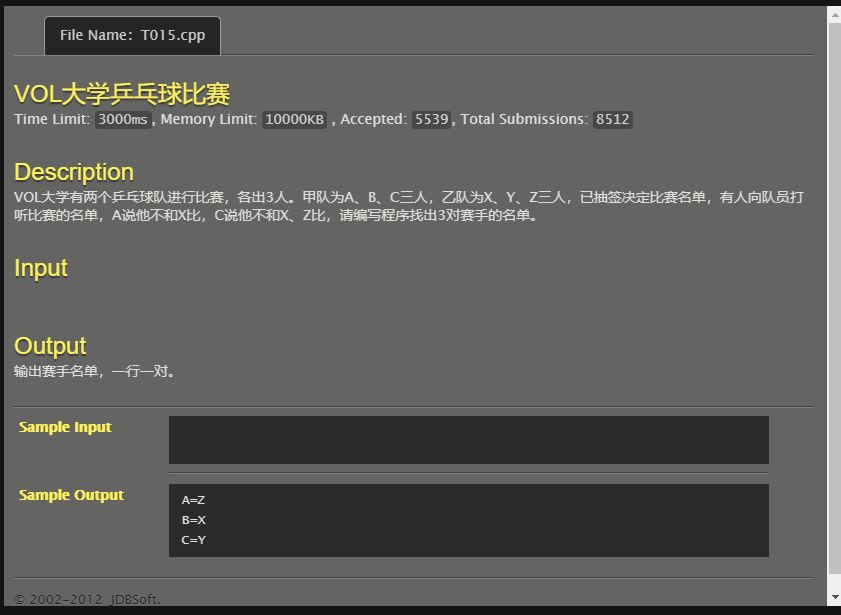 File Name: T015.cpp
VOL大学乒乓球比赛
Time Limit: 3000ms, Memory Limit: 10000KB , Accepted: 5539, Total Submissions: 8512
Description
VOL大学有两个乒乓球队进行比赛，各出3人。甲队为A、B、C三人，乙队为X、Y、Z三人，已抽签决定比赛名单，有人向队员打
听比赛的名单，A说他不和X比，C说他不和X、Z比，请编写程序找出3对赛手的名单。
Input
Output
输出赛手名单，一行一对。
Sample Input
Sample Output
A=Z
B=X
C=Y
© 2002-2012 JDBSoft.